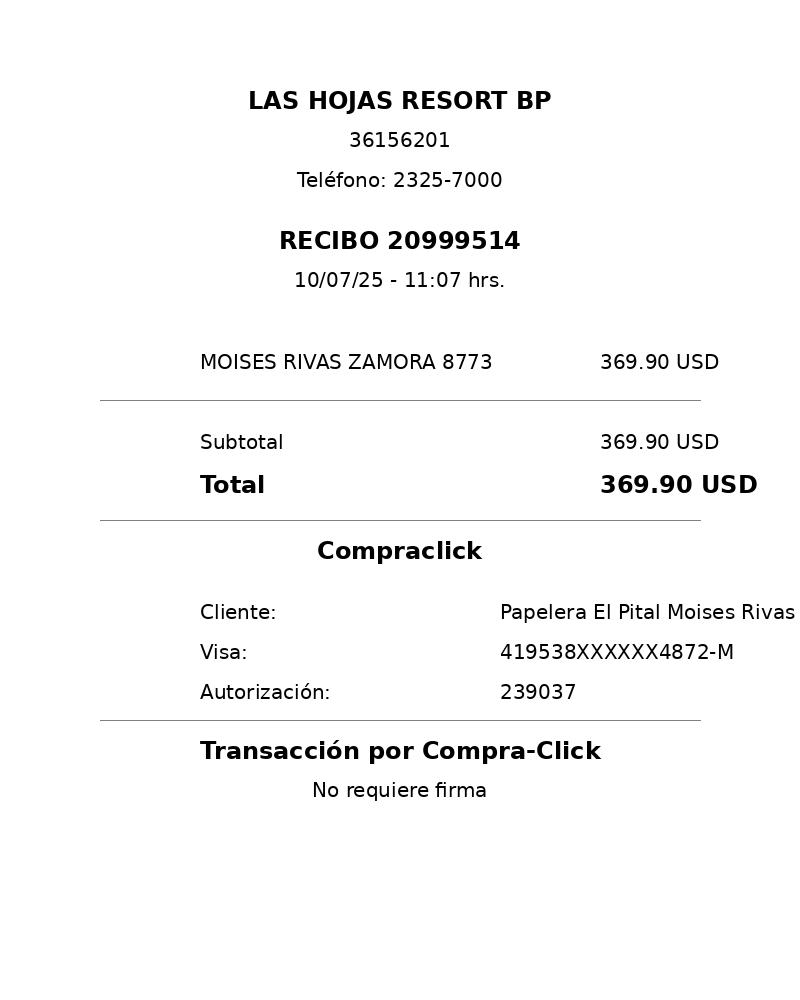 LAS HOJAS RESORT BP
36156201
Teléfono: 2325-7000
RECIBO 20999514
10/07/25 - 11:07 hrs.
MOISES RIVAS ZAMORA 8773 369.90 USD
Subtotal 369.90 USD
Total 369.90 USD
Compraclick
Cliente: Papelera El Pital Moises Rivas
Visa: 419538XXXXXX4872-M
Autorización: 239037
Transacción por Compra-Click
No requiere firma